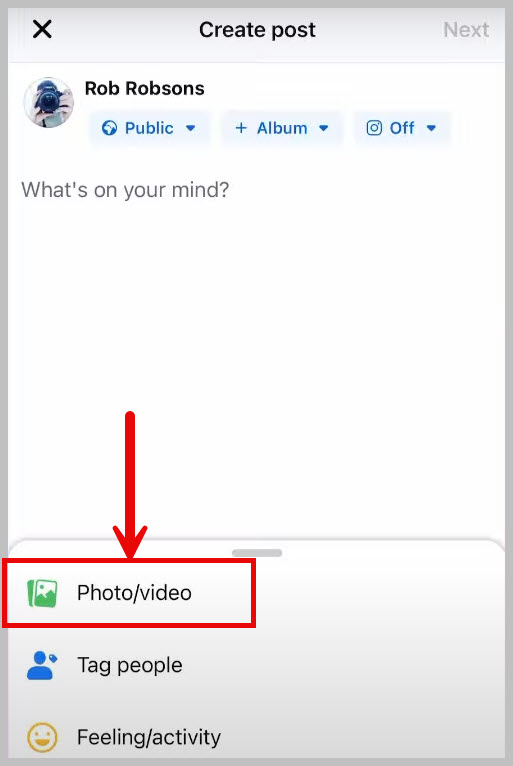 Create post Next
Rob Robsons
Public + Album Off
What's on your mind?
Photo/video
Tag people
Feeling/activity